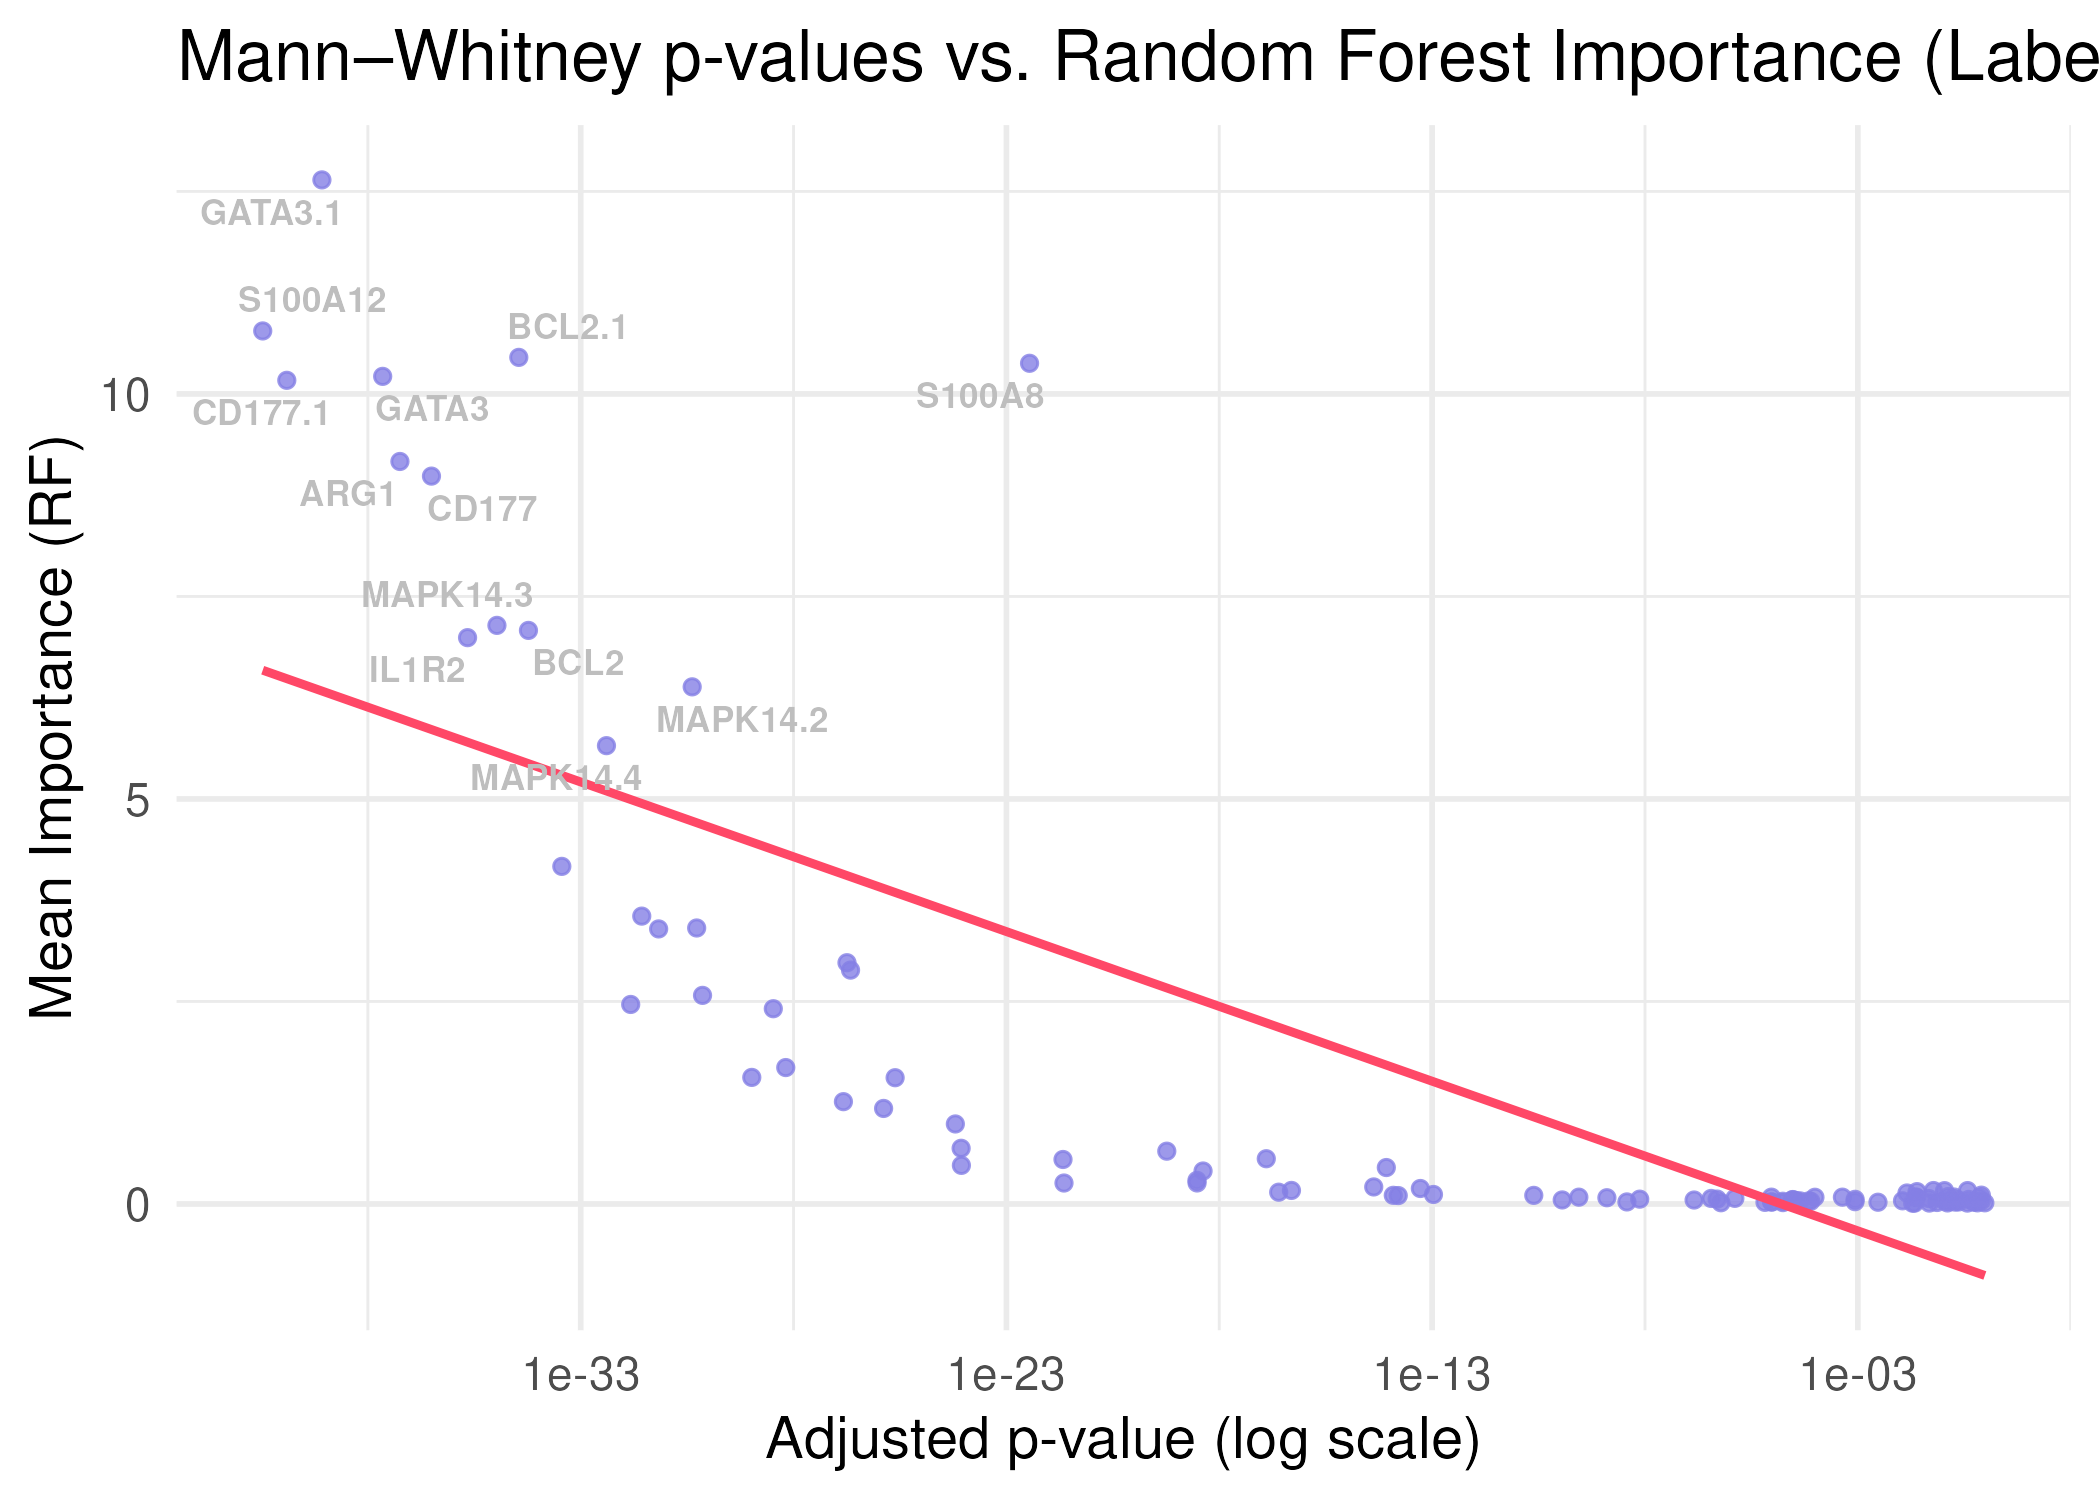 Mann–Whitney p-values vs. Random Forest Importance (Labe
GATA3.1
S100A12
BCL2.1
S100A8
CD177.1
GATA3
ARG1
CD177
MAPK14.3
IL1R2
BCL2
MAPK14.2
MAPK14.4
Mean Importance (RF)
10
5
0
1e-33
1e-23
1e-13
1e-03
Adjusted p-value (log scale)